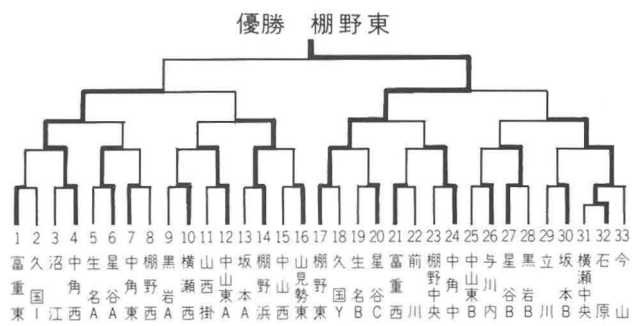 優勝 棚野東
1 富重東
2 久国I
3 沼江
4 中角西
5 生名A
6 星谷A
7 中角東
8 棚野西
9 黒岩A
10 横瀬西
11 山西掛
12 中山東A
13 坂本A
14 棚野浜
15 中山西
16 山見勢東
17 棚野東
18 久国Y
19 生名B
20 星谷C
21 富重西
22 前川
23 棚野中央
24 中角中
25 中山東B
26 与川内
27 星谷B
28 黒岩B
29 立川
30 坂本B
31 横瀬中央
32 石原
33 今山